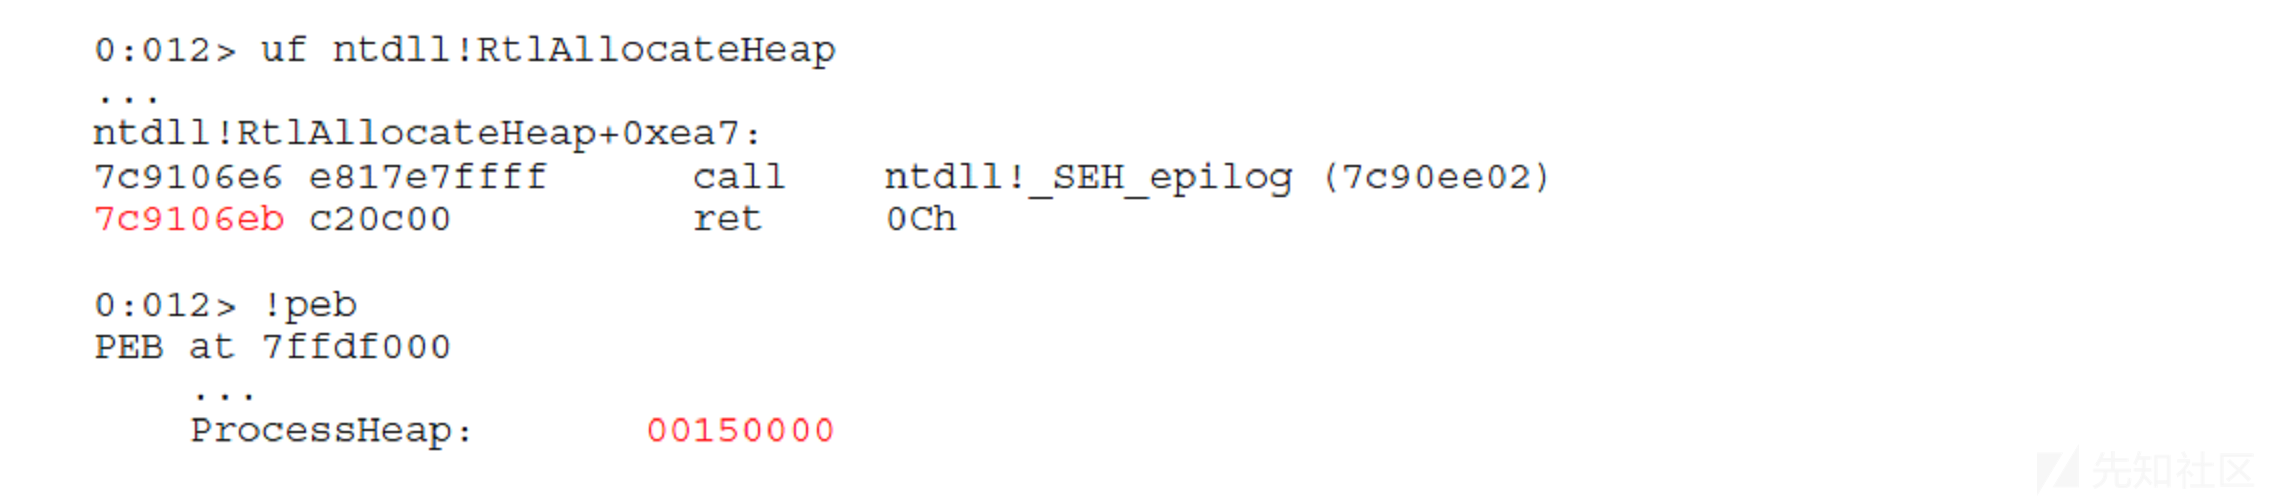 0:012> uf ntdll!RtlAllocateHeap
...
ntdll!RtlAllocateHeap+0xea7:
7c9106e6 e817e7ffff call ntdll!_SEH_epilog (7c90ee02)
7c9106eb c20c00 ret 0Ch
0:012> !peb
PEB at 7ffdf000
...
ProcessHeap: 00150000
先知社区